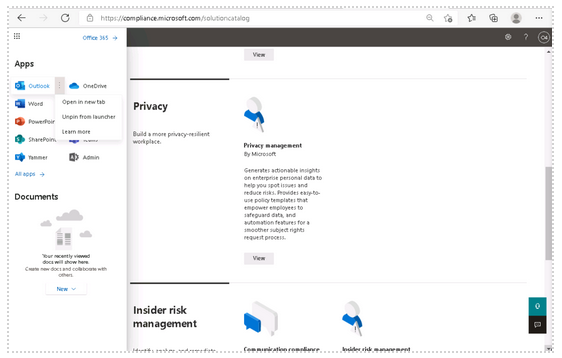 https://compliance.microsoft.com/solutioncatalog
Office 365 →
Apps
Outlook
OneDrive
Word
Open in new tab
PowerPoin
Unpin from launcher
SharePoin
Learn more
Yammer
Admin
All apps →
Documents
Your recently viewed
docs will show here.
Create new docs and collaborate with
others.
New
View
Privacy
Build a more privacy-resilient
workplace.
Privacy management
By Microsoft
Generates actionable insights
on enterprise personal data to
help you spot issues and
reduce risks. Provides easy-to-
use policy templates that
empower employees to
safeguard data, and
automation features for a
smoother subject rights
request process.
View
Insider risk
management
Communication compliance
Insider risk management